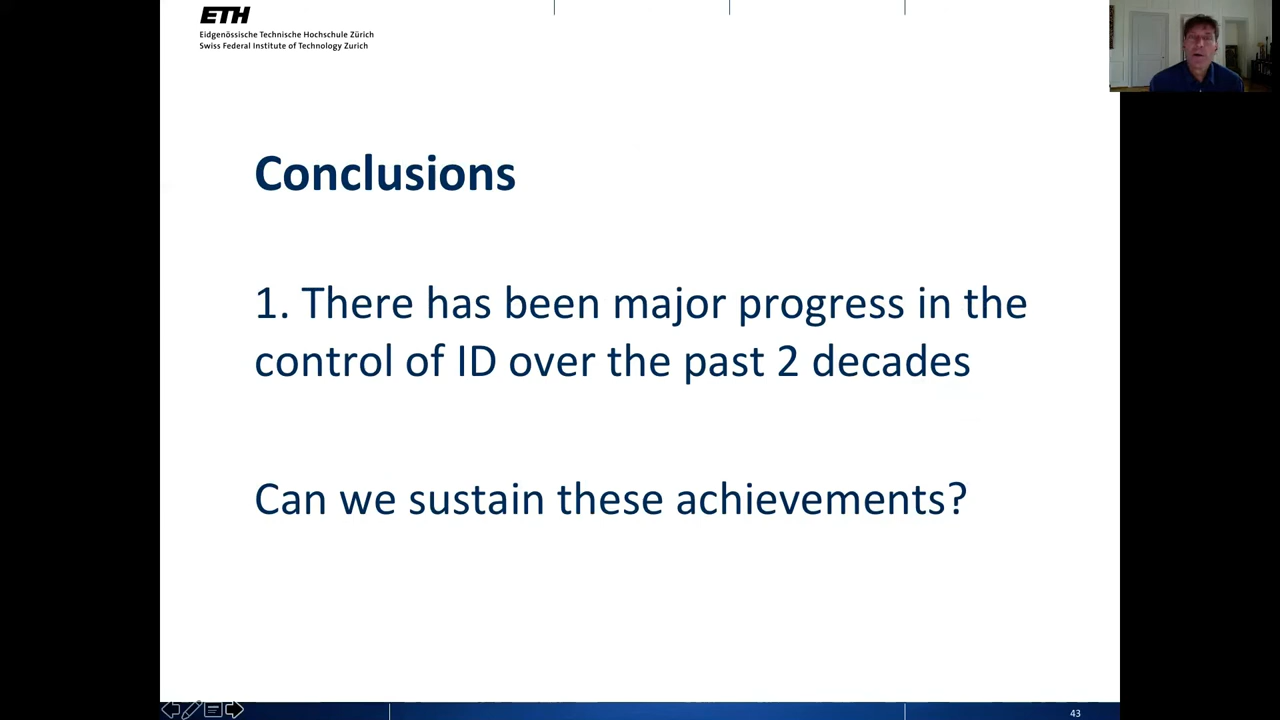 ETH
Eidgenössische Technische Hochschule Zürich
Swiss Federal Institute of Technology Zurich
Conclusions
1. There has been major progress in the
control of ID over the past 2 decades
Can we sustain these achievements?
43